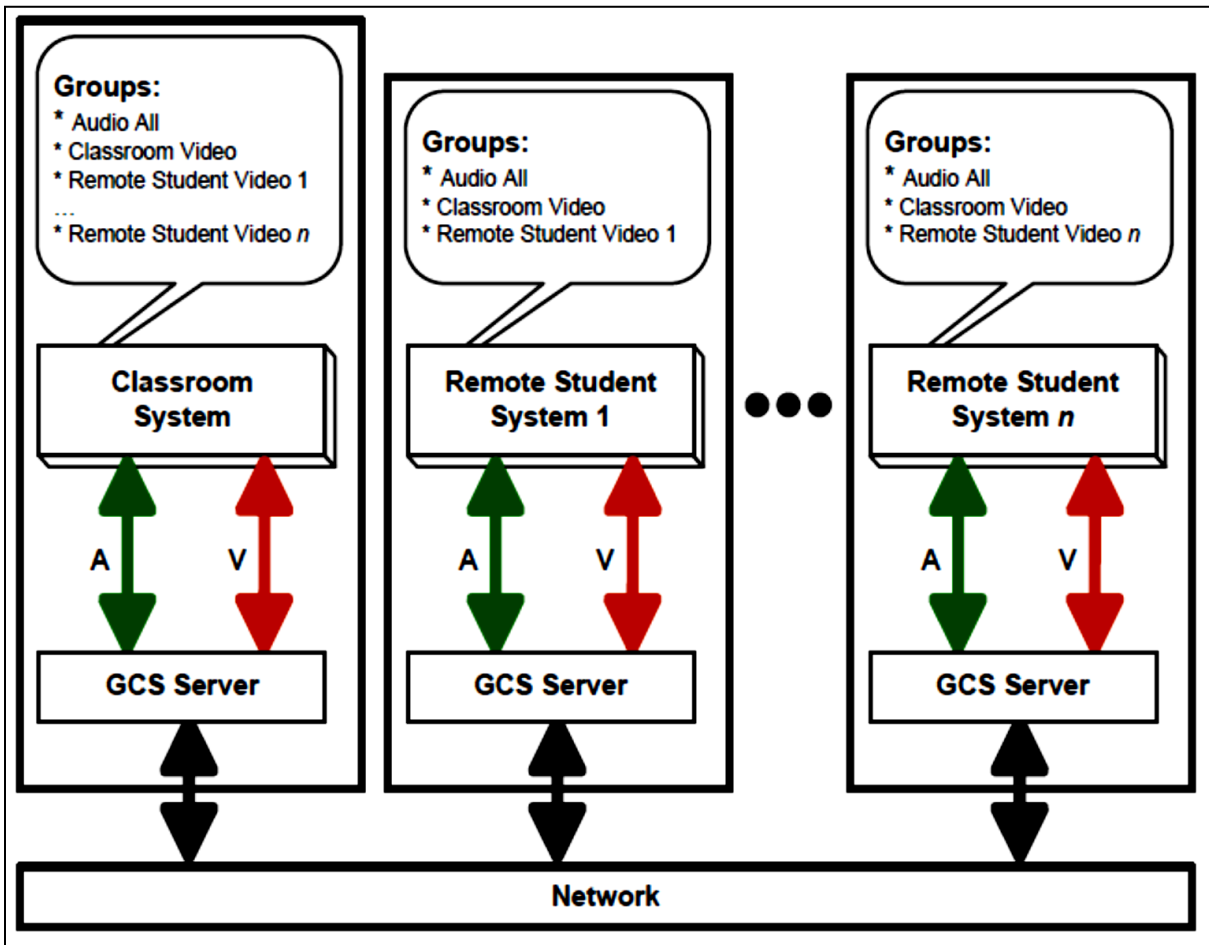 Groups:
* Audio All
* Classroom Video
* Remote Student Video 1
...
* Remote Student Video n
Classroom
System
A
V
GCS Server
Groups:
* Audio All
* Classroom Video
* Remote Student Video 1
Remote Student
System 1
A
V
GCS Server
Groups:
* Audio All
* Classroom Video
* Remote Student Video n
Remote Student
System n
A
V
GCS Server
Network